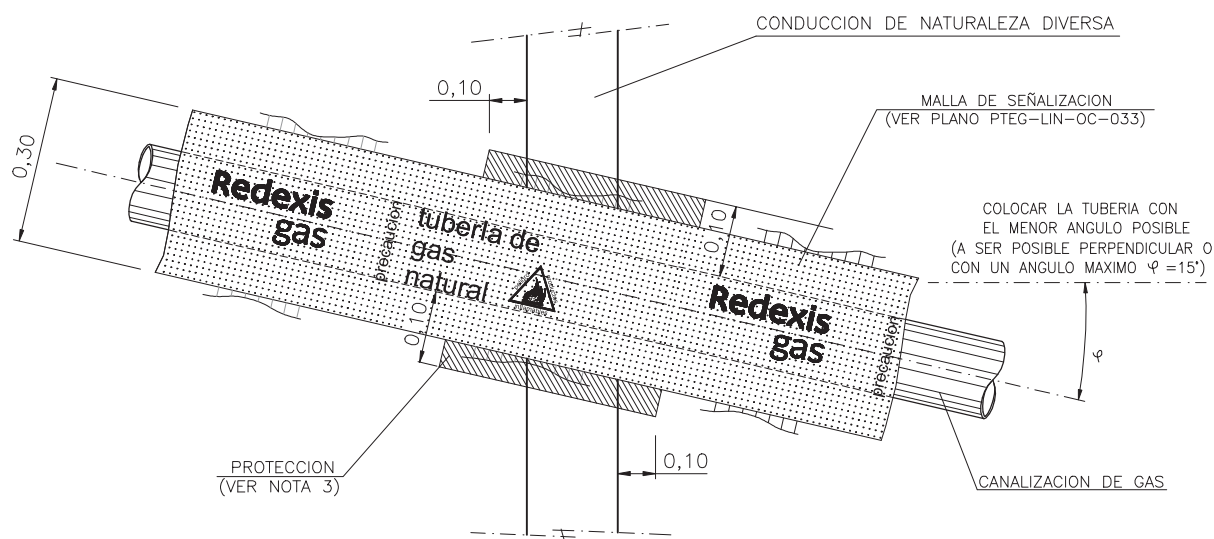 CONDUCCION DE NATURALEZA DIVERSA
0,10
MALLA DE SEÑALIZACION
(VER PLANO PTEG-LIN-OC-033)
0,30
Redexis
gas
precaucion
tuberia de
gas
natural
0,10
COLOCAR LA TUBERIA CON
EL MENOR ANGULO POSIBLE
(A SER POSIBLE PERPENDICULAR O
CON UN ANGULO MAXIMO φ =15°)
Redexis
gas
precaucion
0,10
φ
PROTECCION
(VER NOTA 3)
0,10
CANALIZACION DE GAS